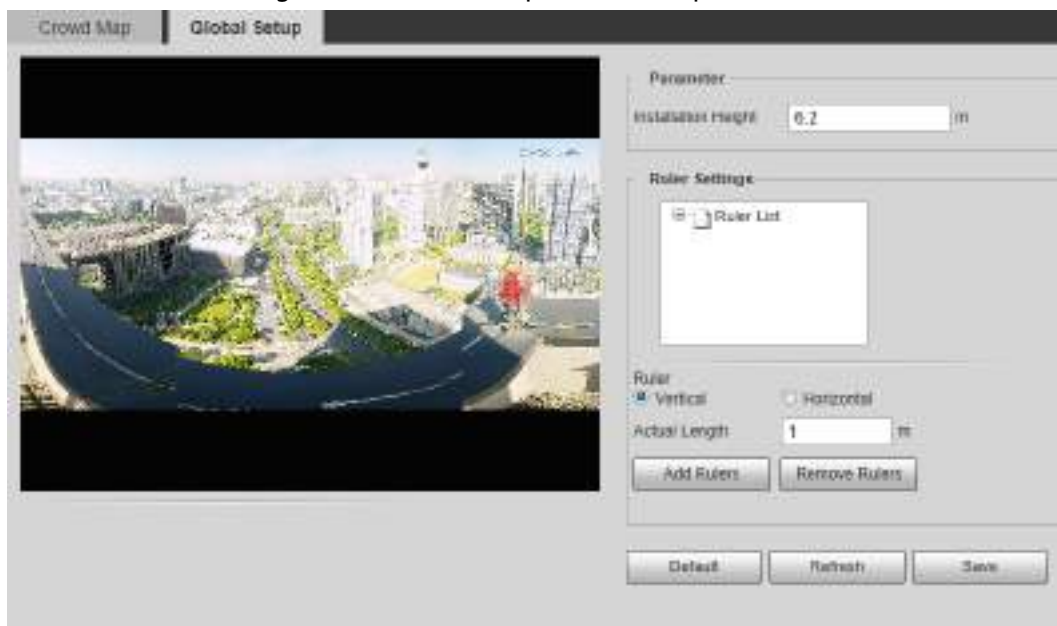 Crowd Map
Global Setup
Parameter
Installation Height 6.2 m
Ruler Settings
Ruler List
Ruler
Vertical Horizontal
Actual Length 1 m
Add Rulers Remove Rulers
Default Refresh Save